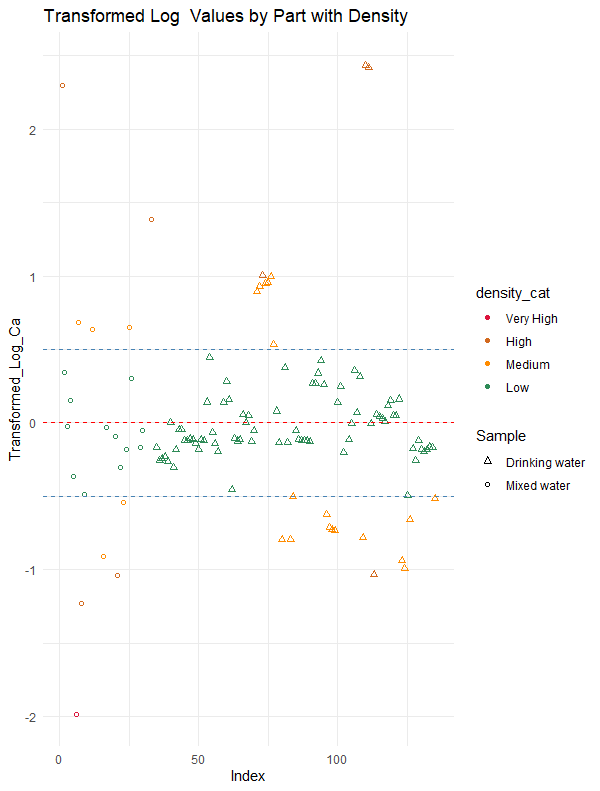 Transformed Log  Values by Part with Density
Transformed_Log_Ca
2
1
0
-1
-2
0
50
100
Index
density_cat
Very High
High
Medium
Low
Sample
Drinking water
Mixed water